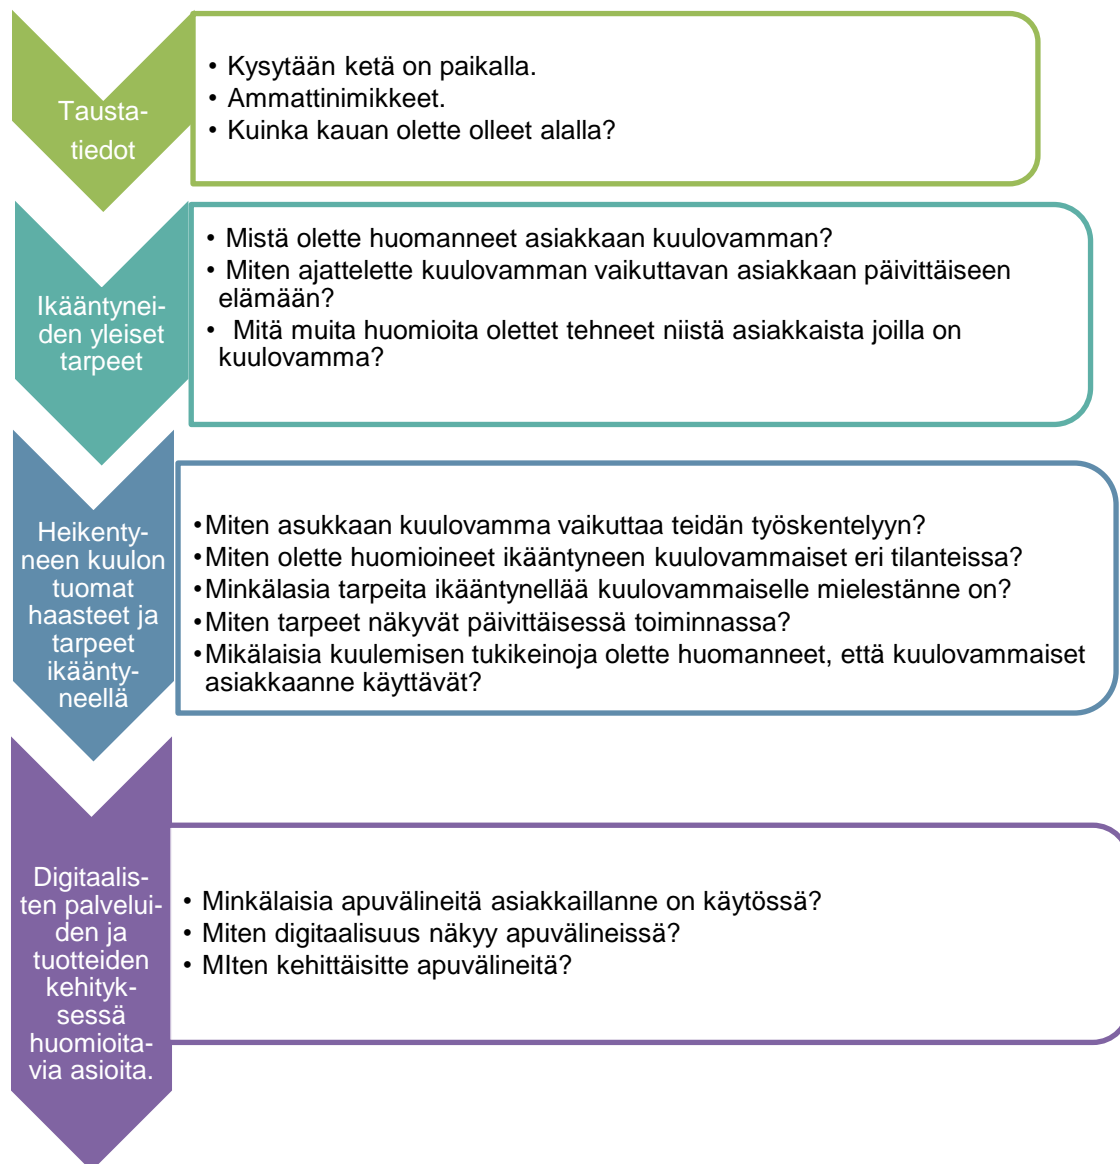 Tausta-
tiedot
• Kysytään ketä on paikalla.
• Ammattinimikkeet.
• Kuinka kauan olette olleet alalla?
Ikääntynei-
den yleiset
tarpeet
• Mistä olette huomanneet asiakkaan kuulovamman?
• Miten ajattelette kuulovamman vaikuttavan asiakkaan päivittäiseen
elämään?
• Mitä muita huomioita olettet tehneet niistä asiakkaista joilla on
kuulovamma?
Heikenty-
neen kuulon
tuomat
haasteet ja
tarpeet
ikäänty-
neellä
•Miten asukkaan kuulovamma vaikuttaa teidän työskentelyyn?
•Miten olette huomioineet ikääntyneen kuulovammaiset eri tilanteissa?
•Minkälasia tarpeita ikääntynellää kuulovammaiselle mielestänne on?
•Miten tarpeet näkyvät päivittäisessä toiminnassa?
•Mikälaisia kuulemisen tukikeinoja olette huomanneet, että kuulovammaiset
asiakkaanne käyttävät?
Digitaalis-
ten palvelui-
den ja
tuotteiden
kehityk-
sessä
huomioita-
via asioita.
• Minkälaisia apuvälineitä asiakkaillanne on käytössä?
• Miten digitaalisuus näkyy apuvälineissä?
• MIten kehittäisitte apuvälineitä?